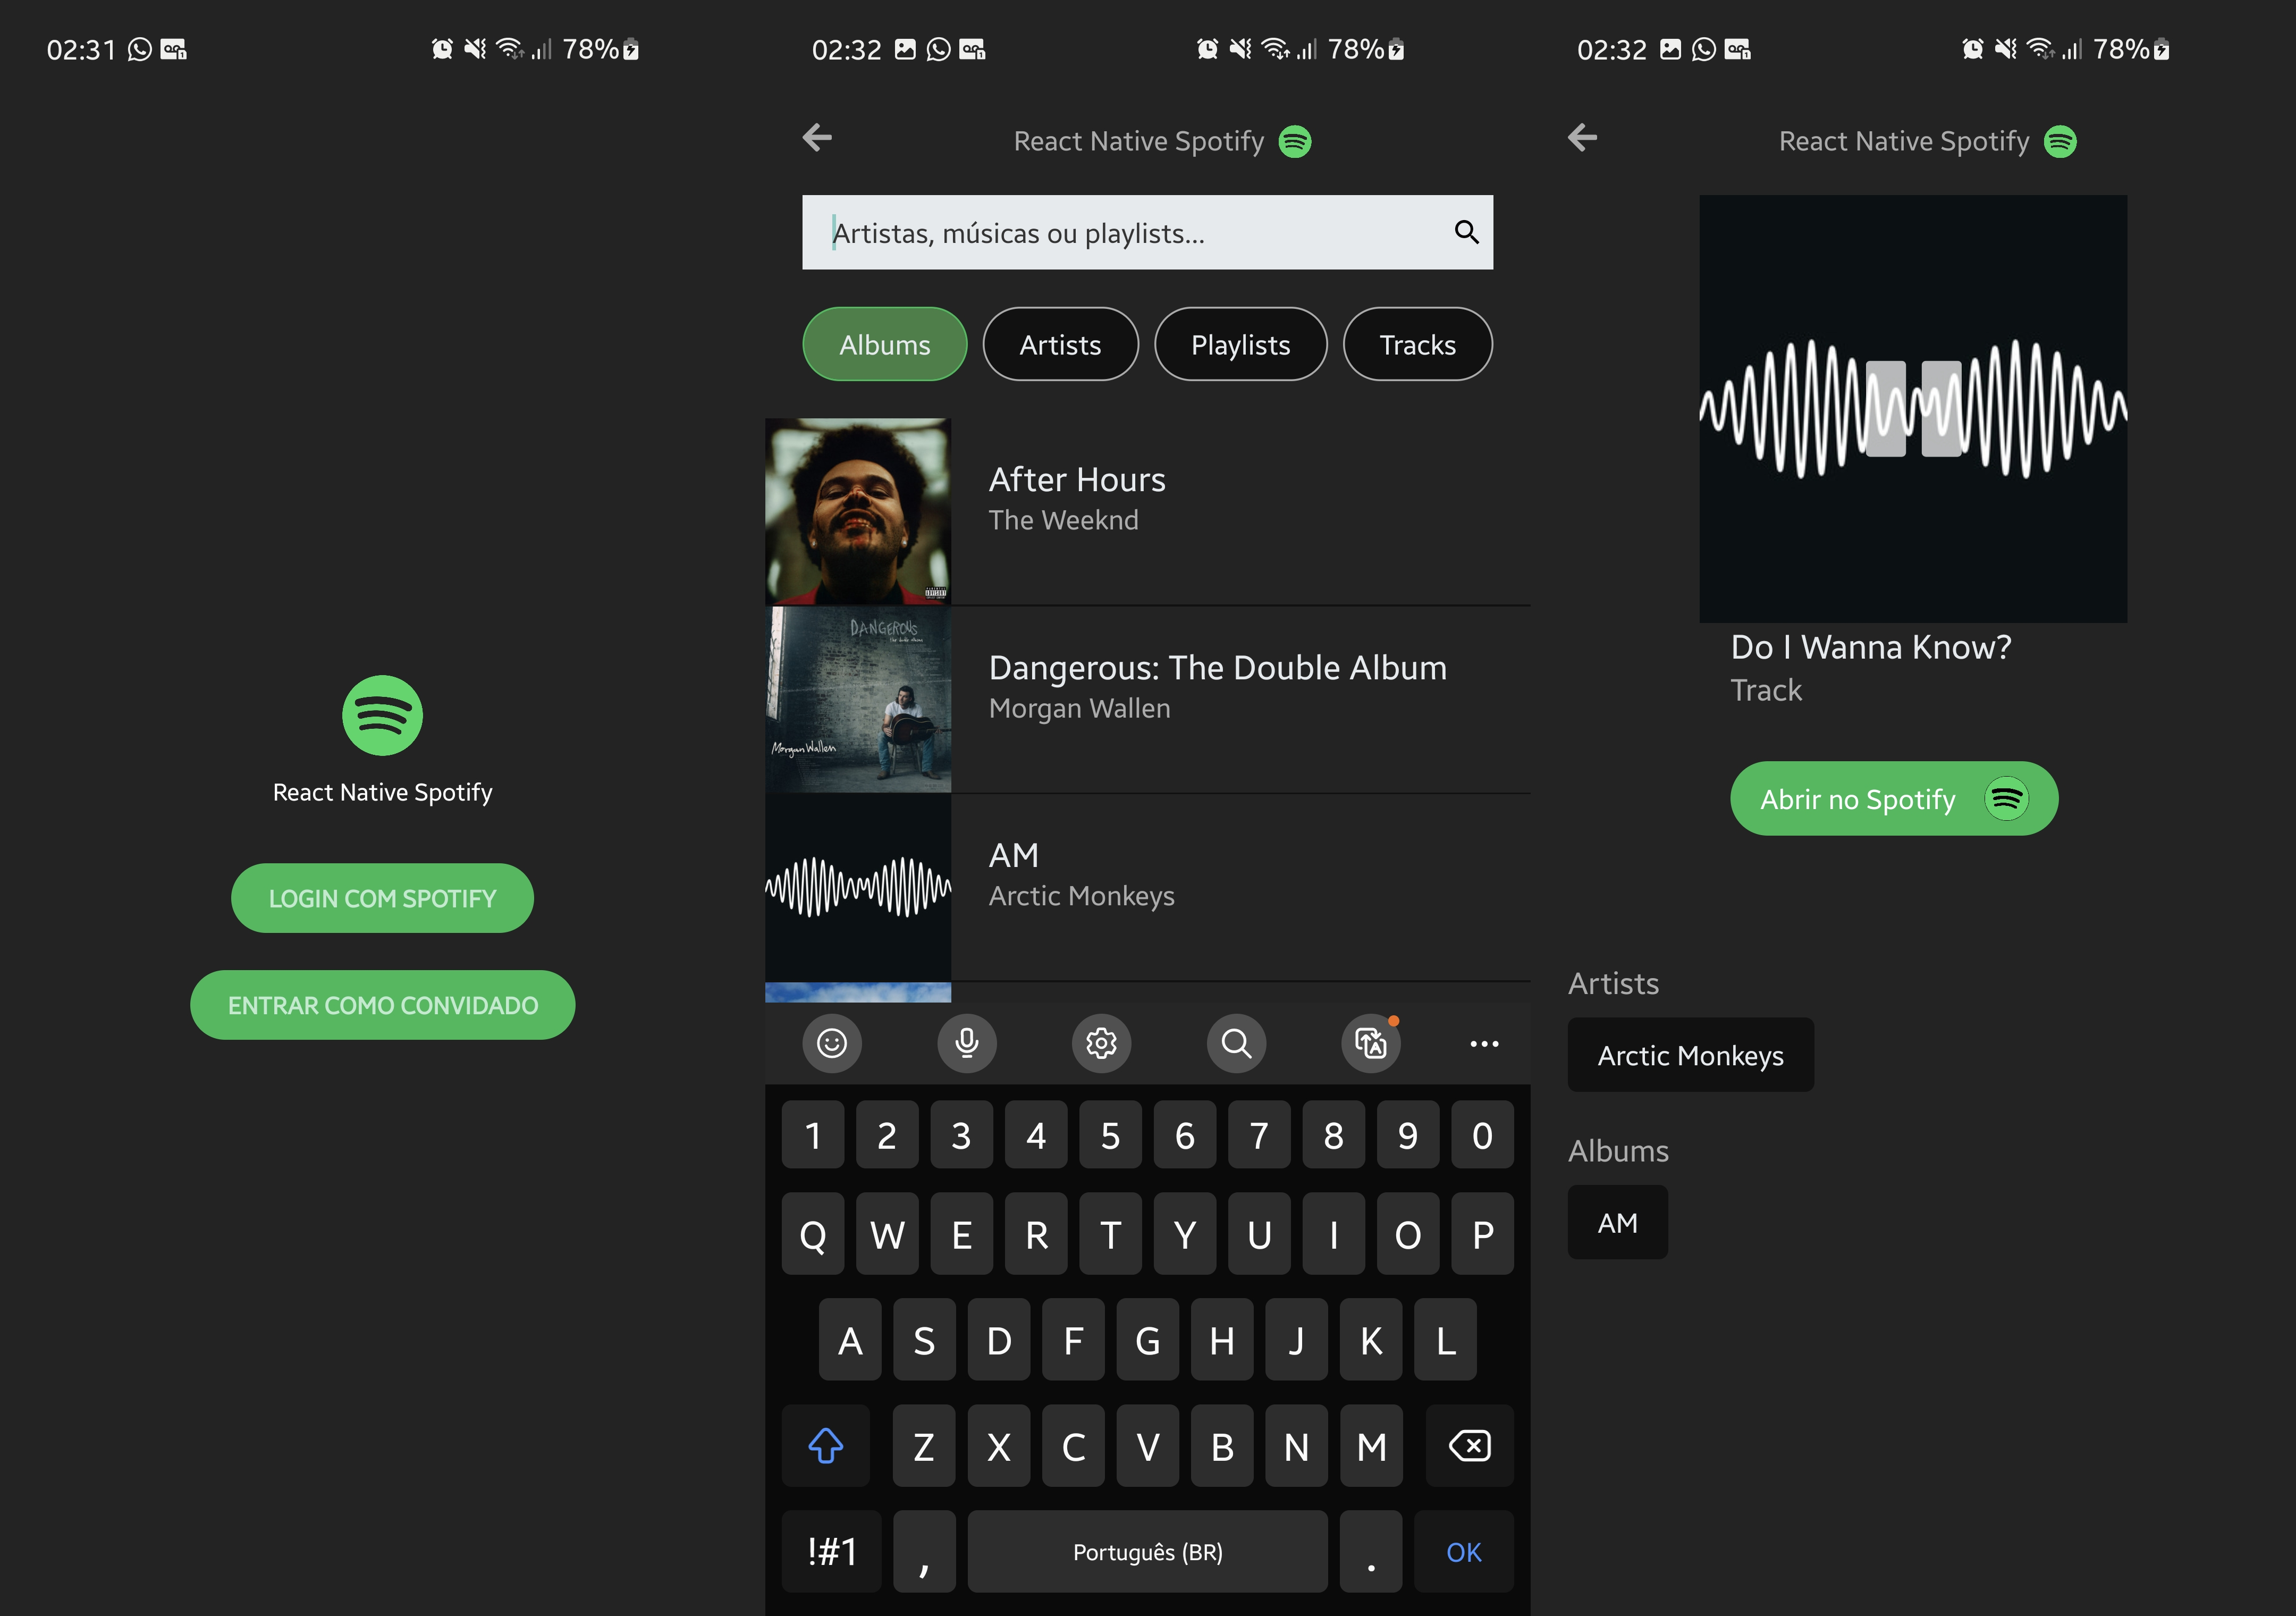 02:31
78%
React Native Spotify
LOGIN COM SPOTIFY
ENTRAR COMO CONVIDADO
02:32
78%
React Native Spotify
Artistas, músicas ou playlists...
Albums
Artists
Playlists
Tracks
After Hours
The Weeknd
DANGEROUS
Morgan Wallen
Dangerous: The Double Album
Morgan Wallen
AM
Arctic Monkeys
1 2 3 4 5 6 7 8 9 0
Q W E R T Y U I O P
A S D F G H J K L
Z X C V B N M
!#1 , Português (BR) . OK
02:32
78%
React Native Spotify
Do I Wanna Know?
Track
Abrir no Spotify
Artists
Arctic Monkeys
Albums
AM